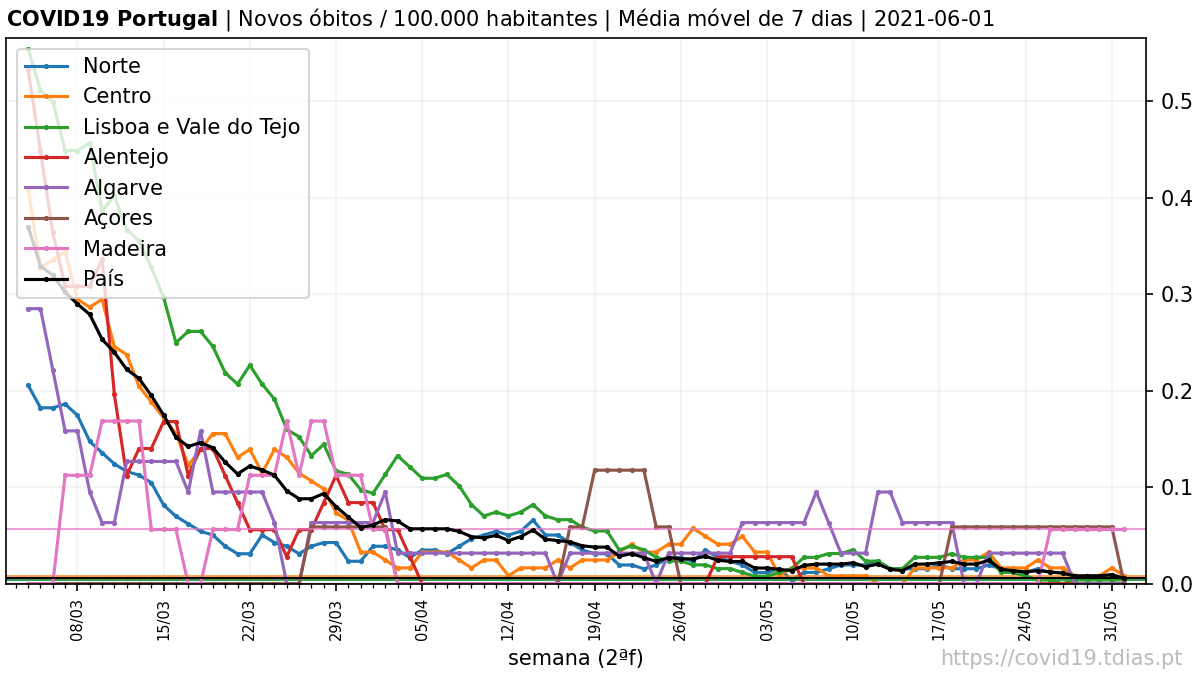 COVID19 Portugal | Novos óbitos / 100.000 habitantes | Média móvel de 7 dias | 2021-06-01
Norte
Centro
Lisboa e Vale do Tejo
Alentejo
Algarve
Açores
Madeira
País
0.5
0.4
0.3
0.2
0.1
0.0
08/03
15/03
22/03
29/03
05/04
12/04
19/04
26/04
03/05
10/05
17/05
24/05
31/05
semana (2ªf)
https://covid19.tdias.pt